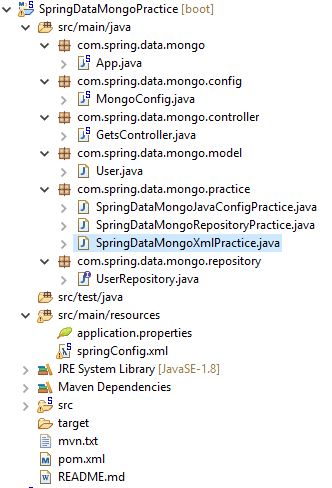 SpringDataMongoPractice [boot]
src/main/java
com.spring.data.mongo
App.java
com.spring.data.mongo.config
MongoConfig.java
com.spring.data.mongo.controller
GetsController.java
com.spring.data.mongo.model
User.java
com.spring.data.mongo.practice
SpringDataMongoJavaConfigPractice.java
SpringDataMongoRepositoryPractice.java
SpringDataMongoXmlPractice.java
com.spring.data.mongo.repository
UserRepository.java
src/test/java
src/main/resources
application.properties
springConfig.xml
JRE System Library [JavaSE-1.8]
Maven Dependencies
src
target
mvn.txt
pom.xml
README.md